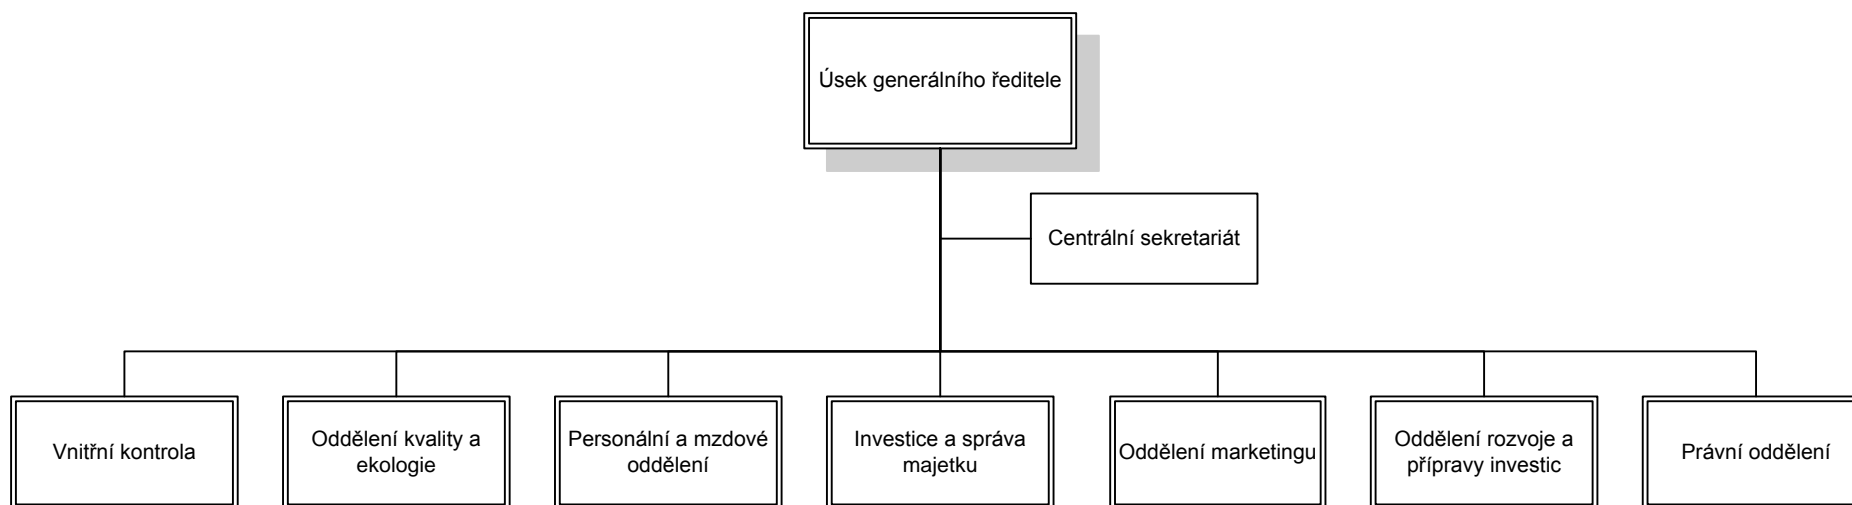 Úsek generálního ředitele
Centrální sekretariát
Vnitřní kontrola
Oddělení kvality a
ekologie
Personální a mzdové
oddělení
Investice a správa
majetku
Oddělení marketingu
Oddělení rozvoje a
přípravy investic
Právní oddělení